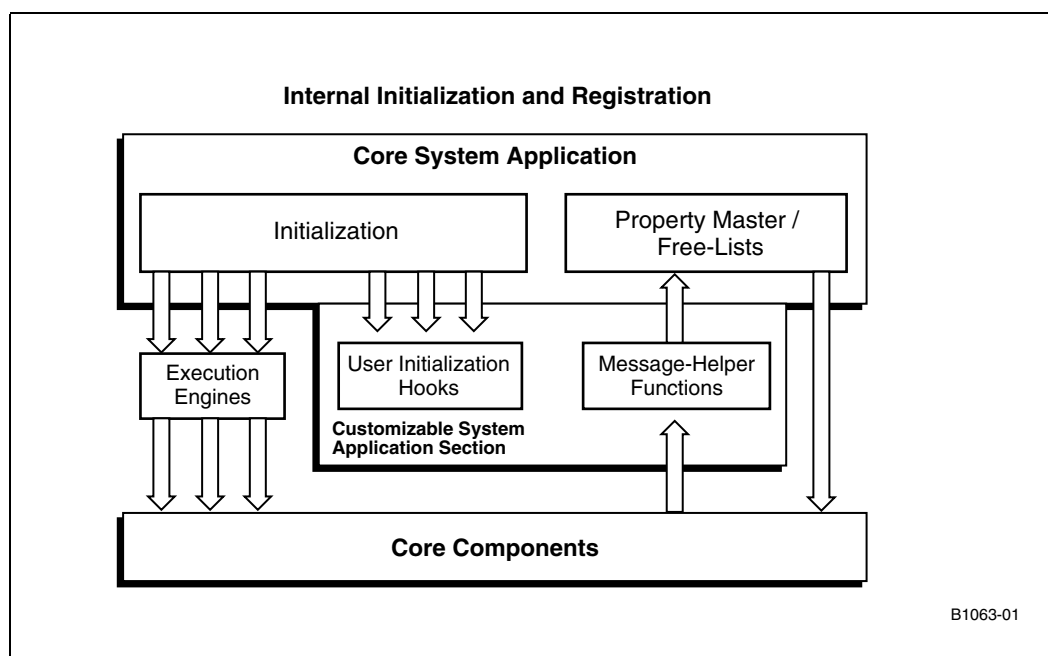 Internal Initialization and Registration
Core System Application
Initialization
Property Master /
Free-Lists
Execution
Engines
User Initialization
Hooks
Message-Helper
Functions
Customizable System
Application Section
Core Components
B1063-01